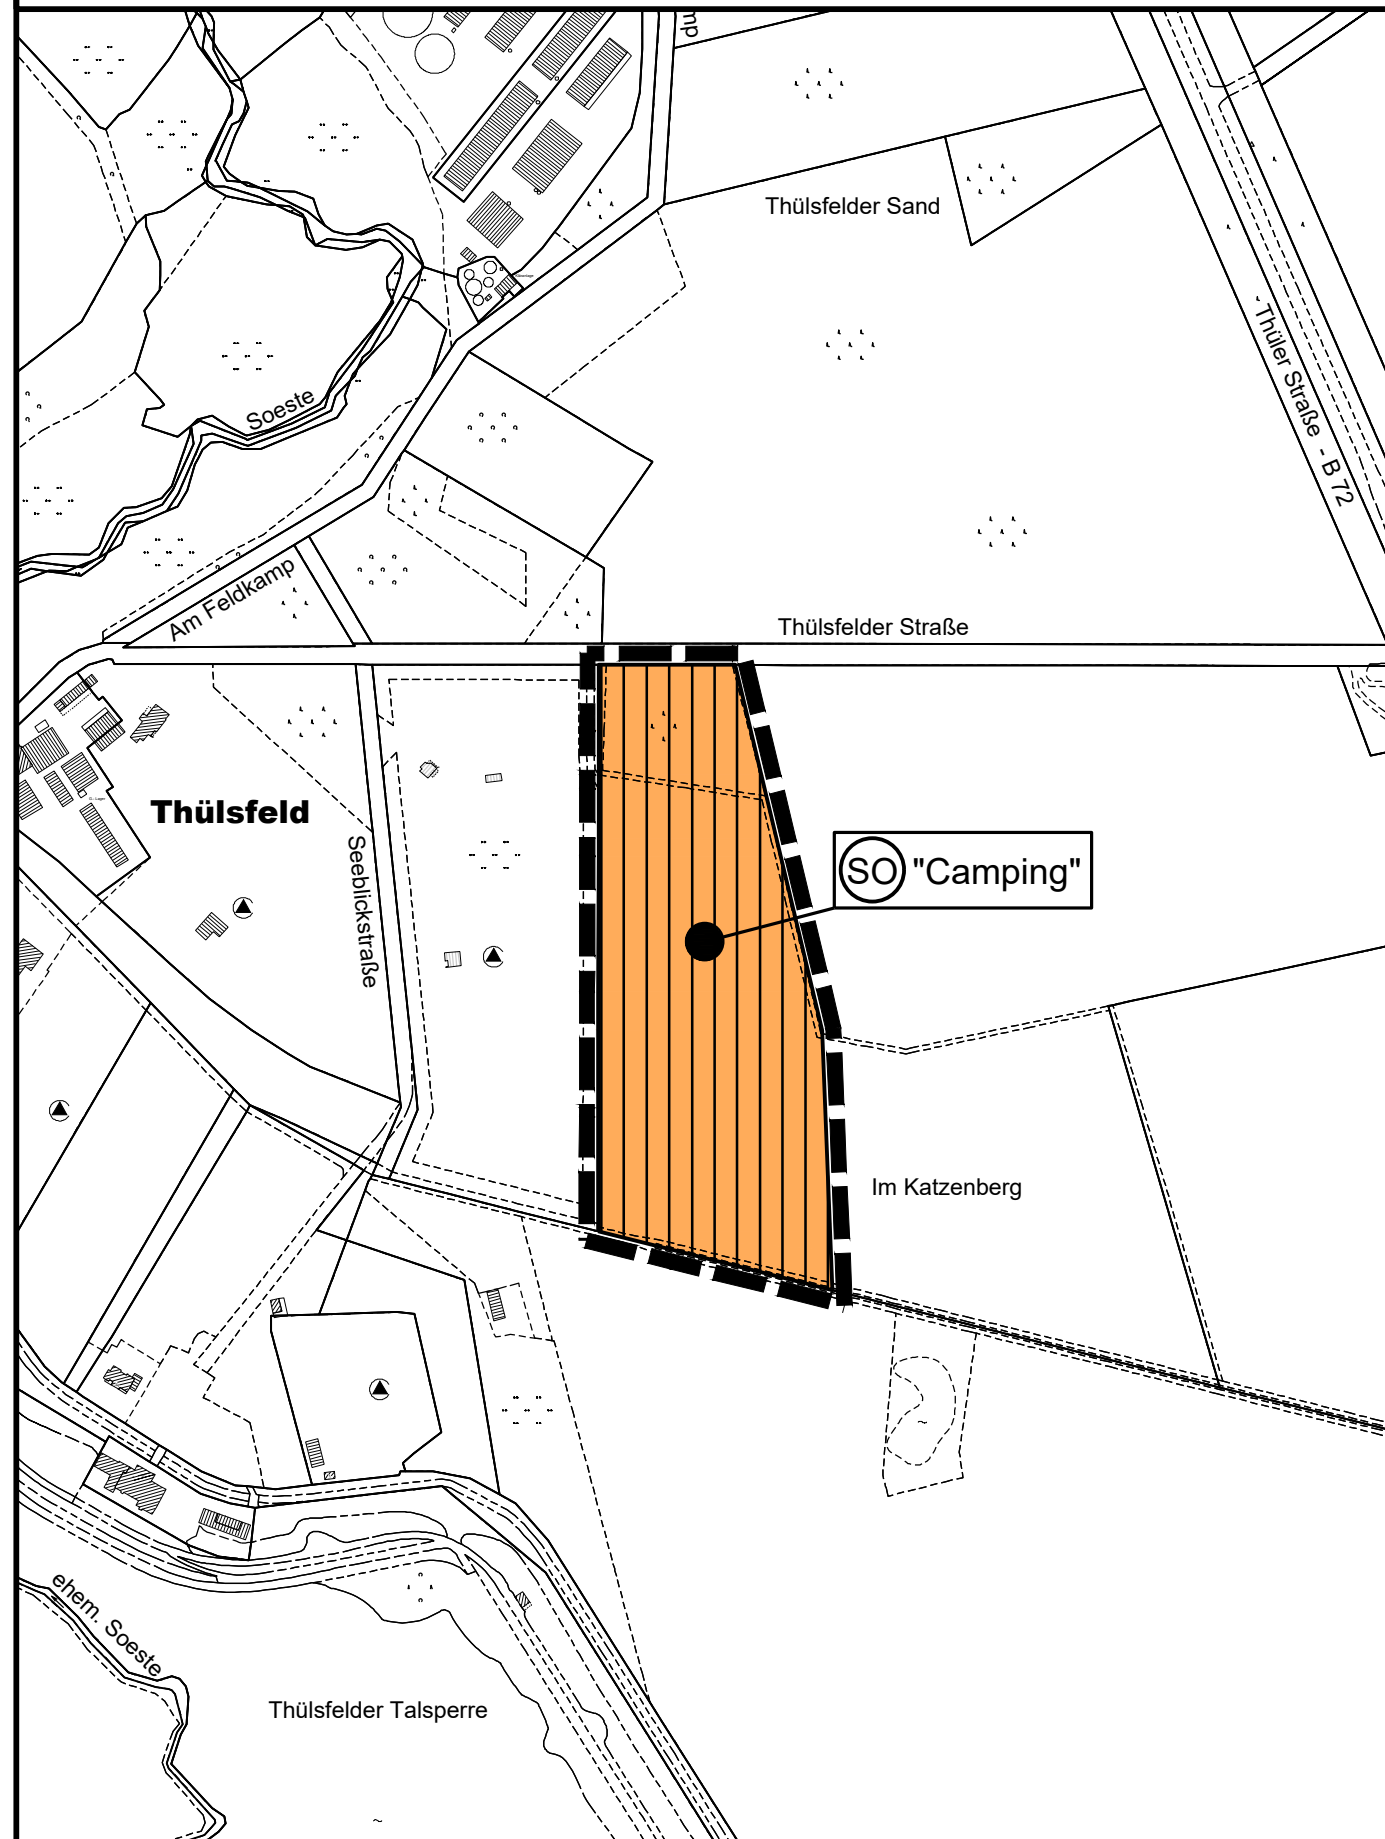 mp
Thülsfelder Sand
Thüler Straße - B 72
Soeste
Am Feldkamp
Thülsfelder Straße
Thülsfeld
Seeblickstraße
SO "Camping"
Im Katzenberg
ehem. Soeste
Thülsfelder Talsperre